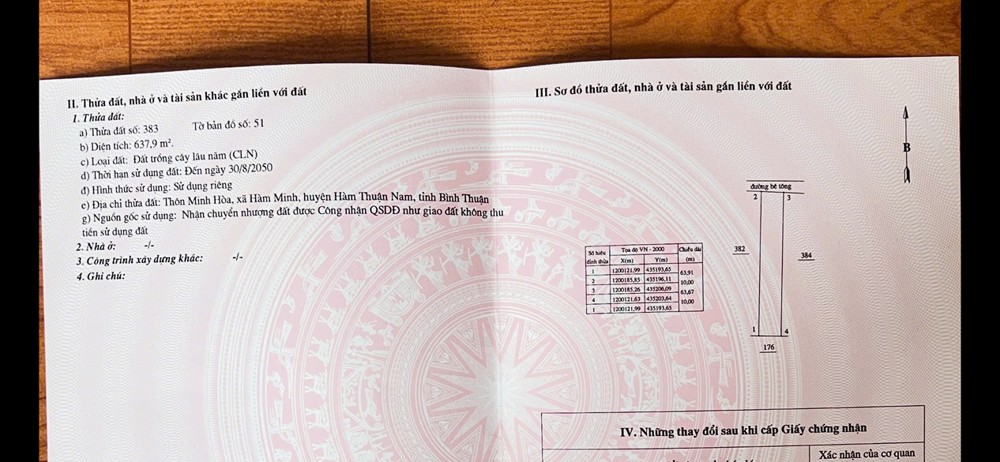 II. Thửa đất, nhà ở và tài sản khác gắn liền với đất
1. Thửa đất:
a) Thửa đất số: 383 Tờ bản đồ số: 51
b) Diện tích: 637,9 m².
c) Loại đất: Đất trồng cây lâu năm (CLN)
d) Thời hạn sử dụng đất: Đến ngày 30/8/2050
đ) Hình thức sử dụng: Sử dụng riêng
e) Địa chỉ thửa đất: Thôn Minh Hòa, xã Hàm Minh, huyện Hàm Thuận Nam, tỉnh Bình Thuận
g) Nguồn gốc sử dụng: Nhận chuyển nhượng đất được Công nhận QSDĐ như giao đất không thu
tiền sử dụng đất
2. Nhà ở: -/-
3. Công trình xây dựng khác: -/-
4. Ghi chú:
III. Sơ đồ thửa đất, nhà ở và tài sản gắn liền với đất
B
đường bê tông
2 3
382
384
1 4
176
Số hiệu đỉnh thửa Tọa độ VN - 2000 Chiều dài (m)
X(m) Y(m)
1 1200121,99 435193,65
63,91
2 1200185,85 435196,11
10,00
3 1200185,26 435206,09
63,67
4 1200121,63 435203,64
10,00
1 1200121,99 435193,65
IV. Những thay đổi sau khi cấp Giấy chứng nhận
Xác nhận của cơ quan